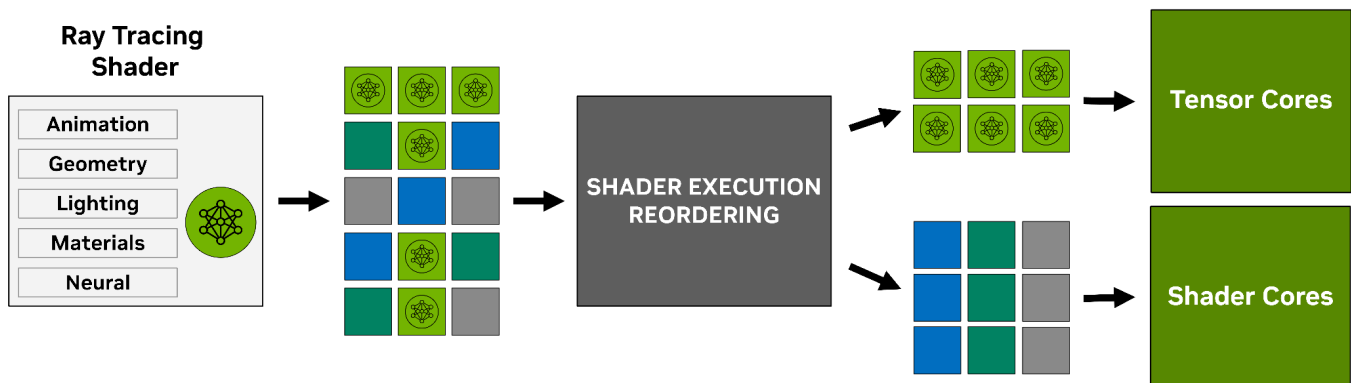 Ray Tracing
Shader
Animation
Geometry
Lighting
Materials
Neural
SHADER EXECUTION
REORDERING
Tensor Cores
Shader Cores